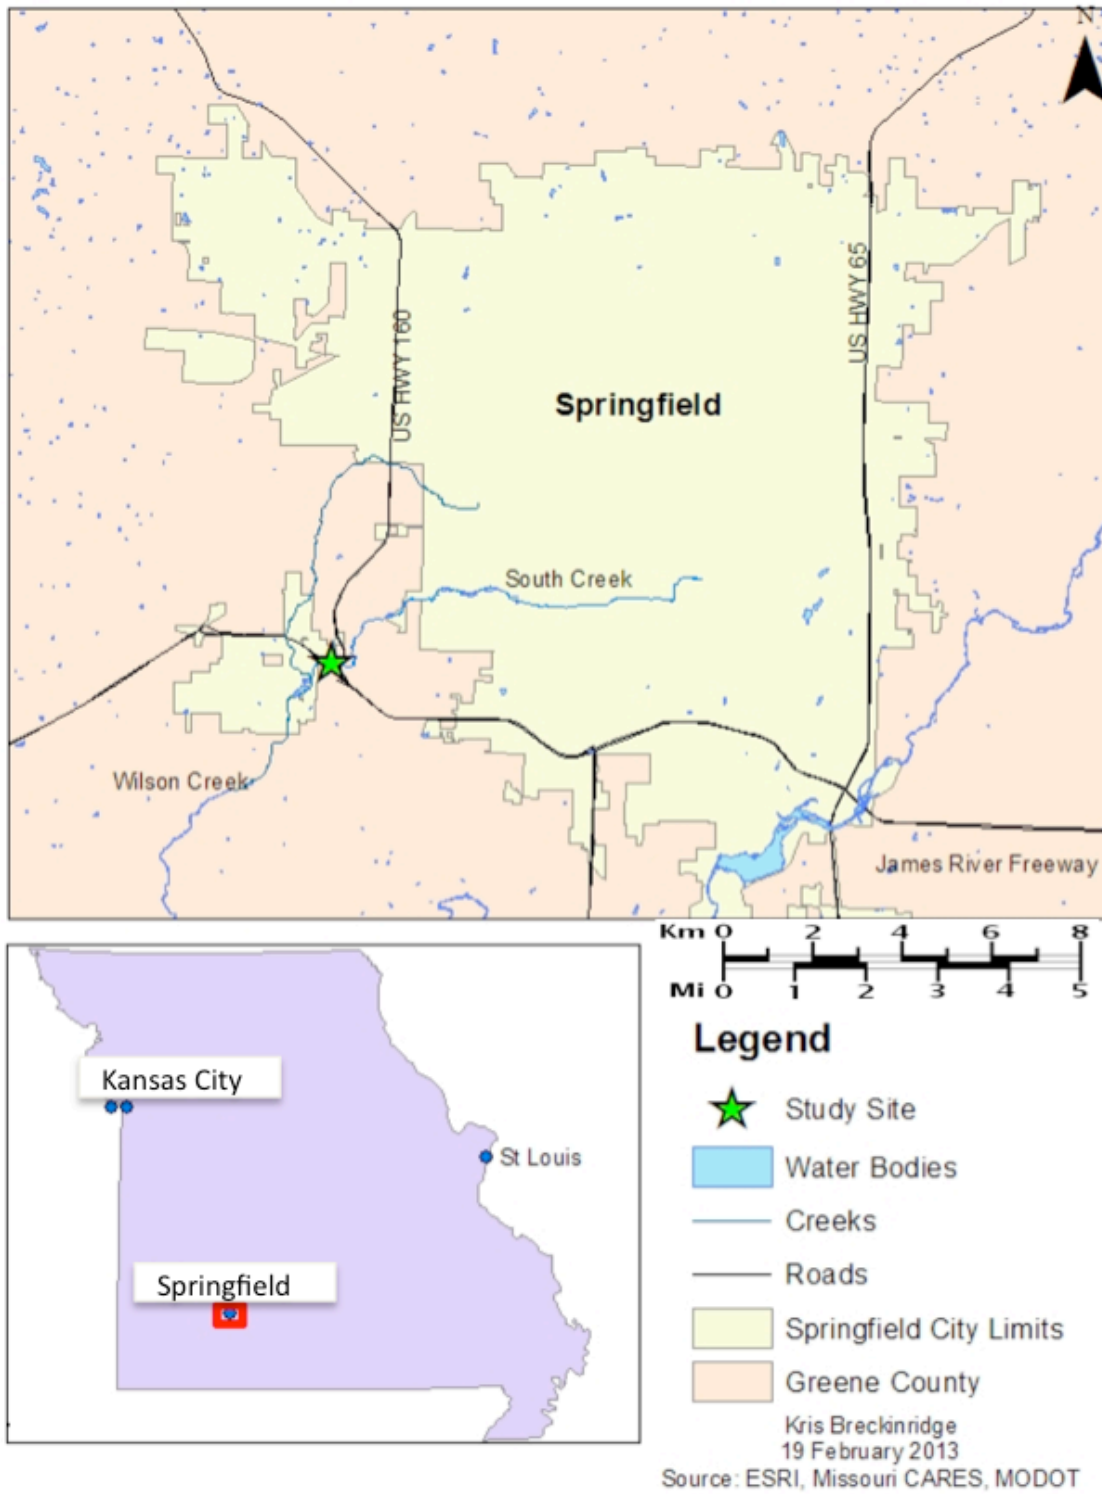 N
US HWY 160
US HWY 65
Springfield
South Creek
Wilson Creek
James River Freeway
Km 0 2 4 6 8
Mi 0 1 2 3 4 5
Legend
Study Site
Water Bodies
Creeks
Roads
Springfield City Limits
Greene County
Kris Breckinridge
19 February 2013
Source: ESRI, Missouri CARES, MODOT
Kansas City
St Louis
Springfield